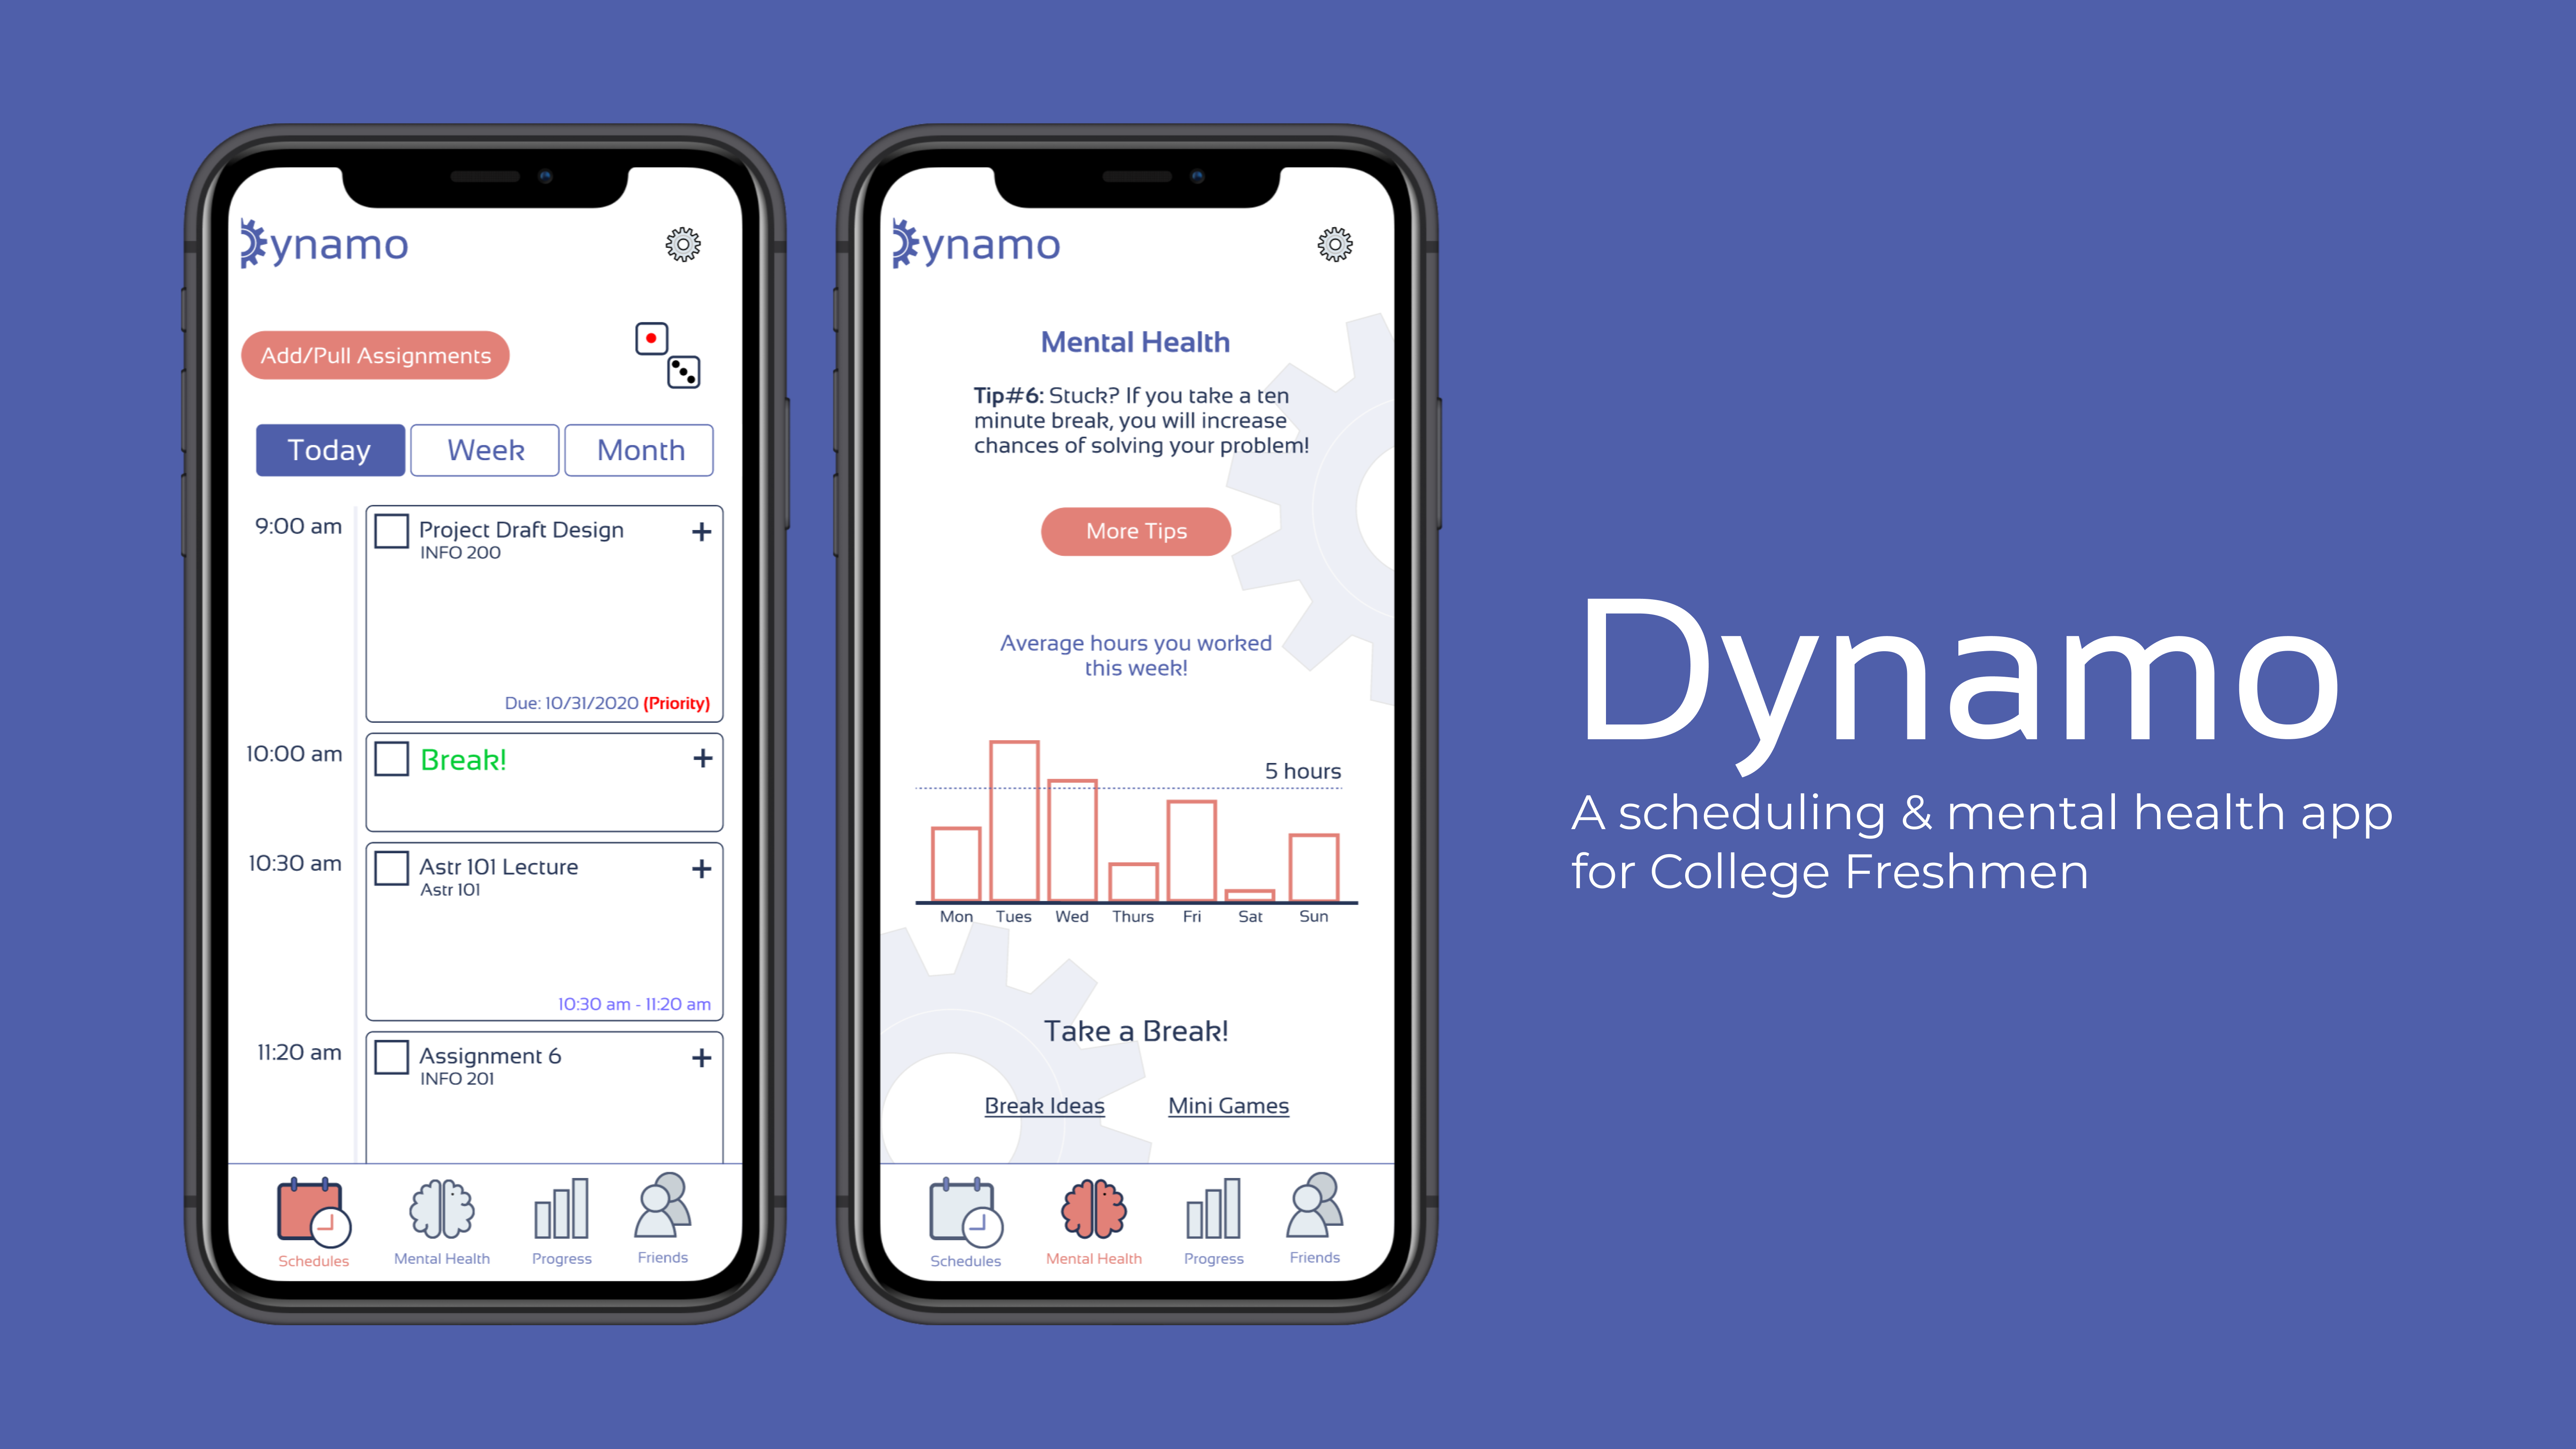 Dynamo
Add/Pull Assignments
Today
Week
Month
9:00 am
Project Draft Design
INFO 200
Due: 10/31/2020 (Priority)
10:00 am
Break!
10:30 am
Astr 101 Lecture
Astr 101
10:30 am - 11:20 am
11:20 am
Assignment 6
INFO 201
Schedules
Mental Health
Progress
Friends
Dynamo
Mental Health
Tip#6: Stuck? If you take a ten
minute break, you will increase
chances of solving your problem!
More Tips
Average hours you worked
this week!
5 hours
Mon
Tues
Wed
Thurs
Fri
Sat
Sun
Take a Break!
Break Ideas
Mini Games
Schedules
Mental Health
Progress
Friends
Dynamo
A scheduling & mental health app
for College Freshmen